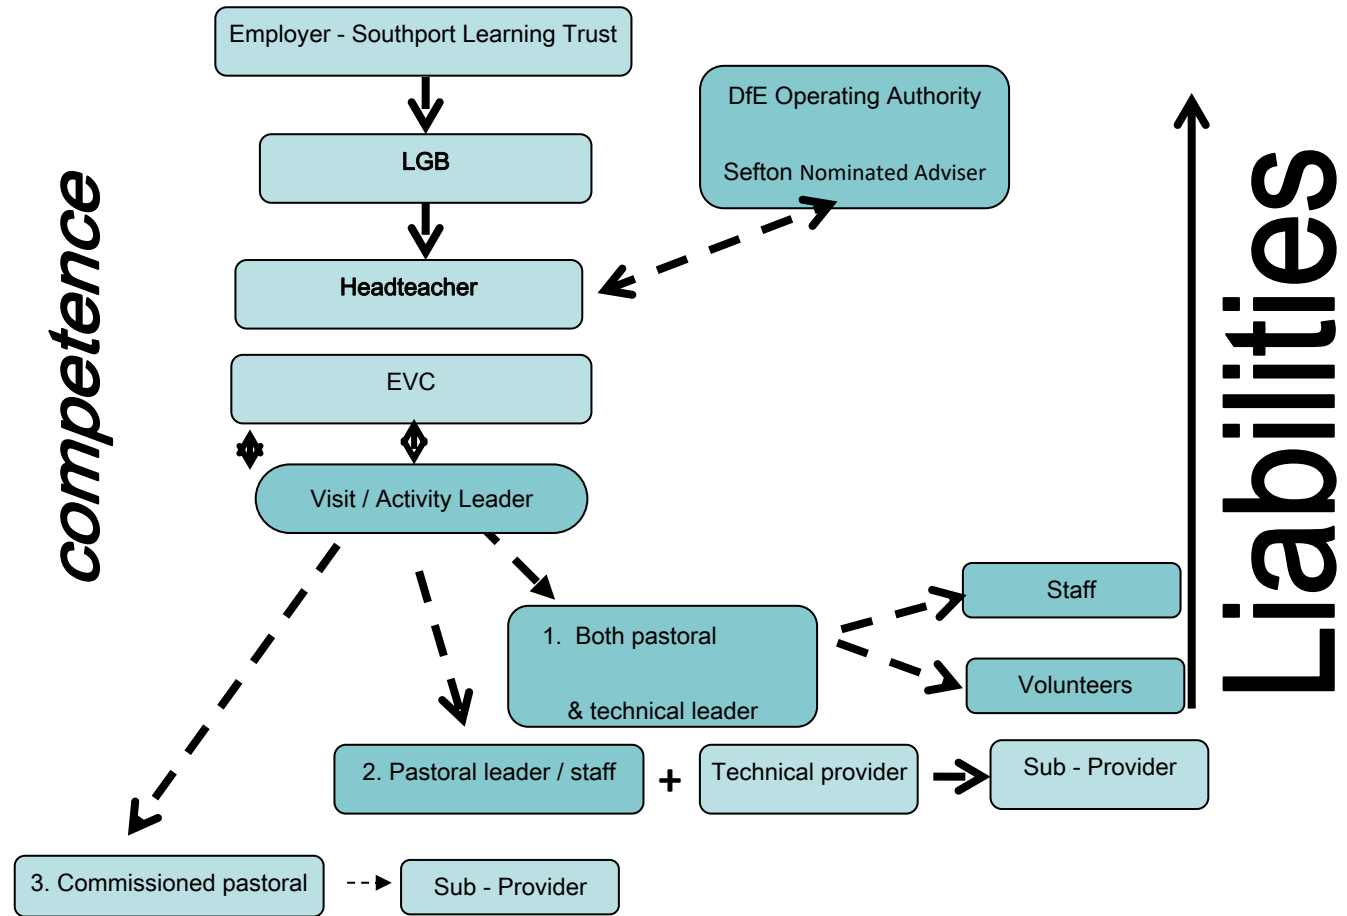 Employer - Southport Learning Trust
DfE Operating Authority
Sefton Nominated Adviser
LGB
Headteacher
EVC
Visit / Activity Leader
competence
Liabilities
Staff
1. Both pastoral
& technical leader
Volunteers
2. Pastoral leader / staff
+
Technical provider
Sub - Provider
3. Commissioned pastoral
Sub - Provider